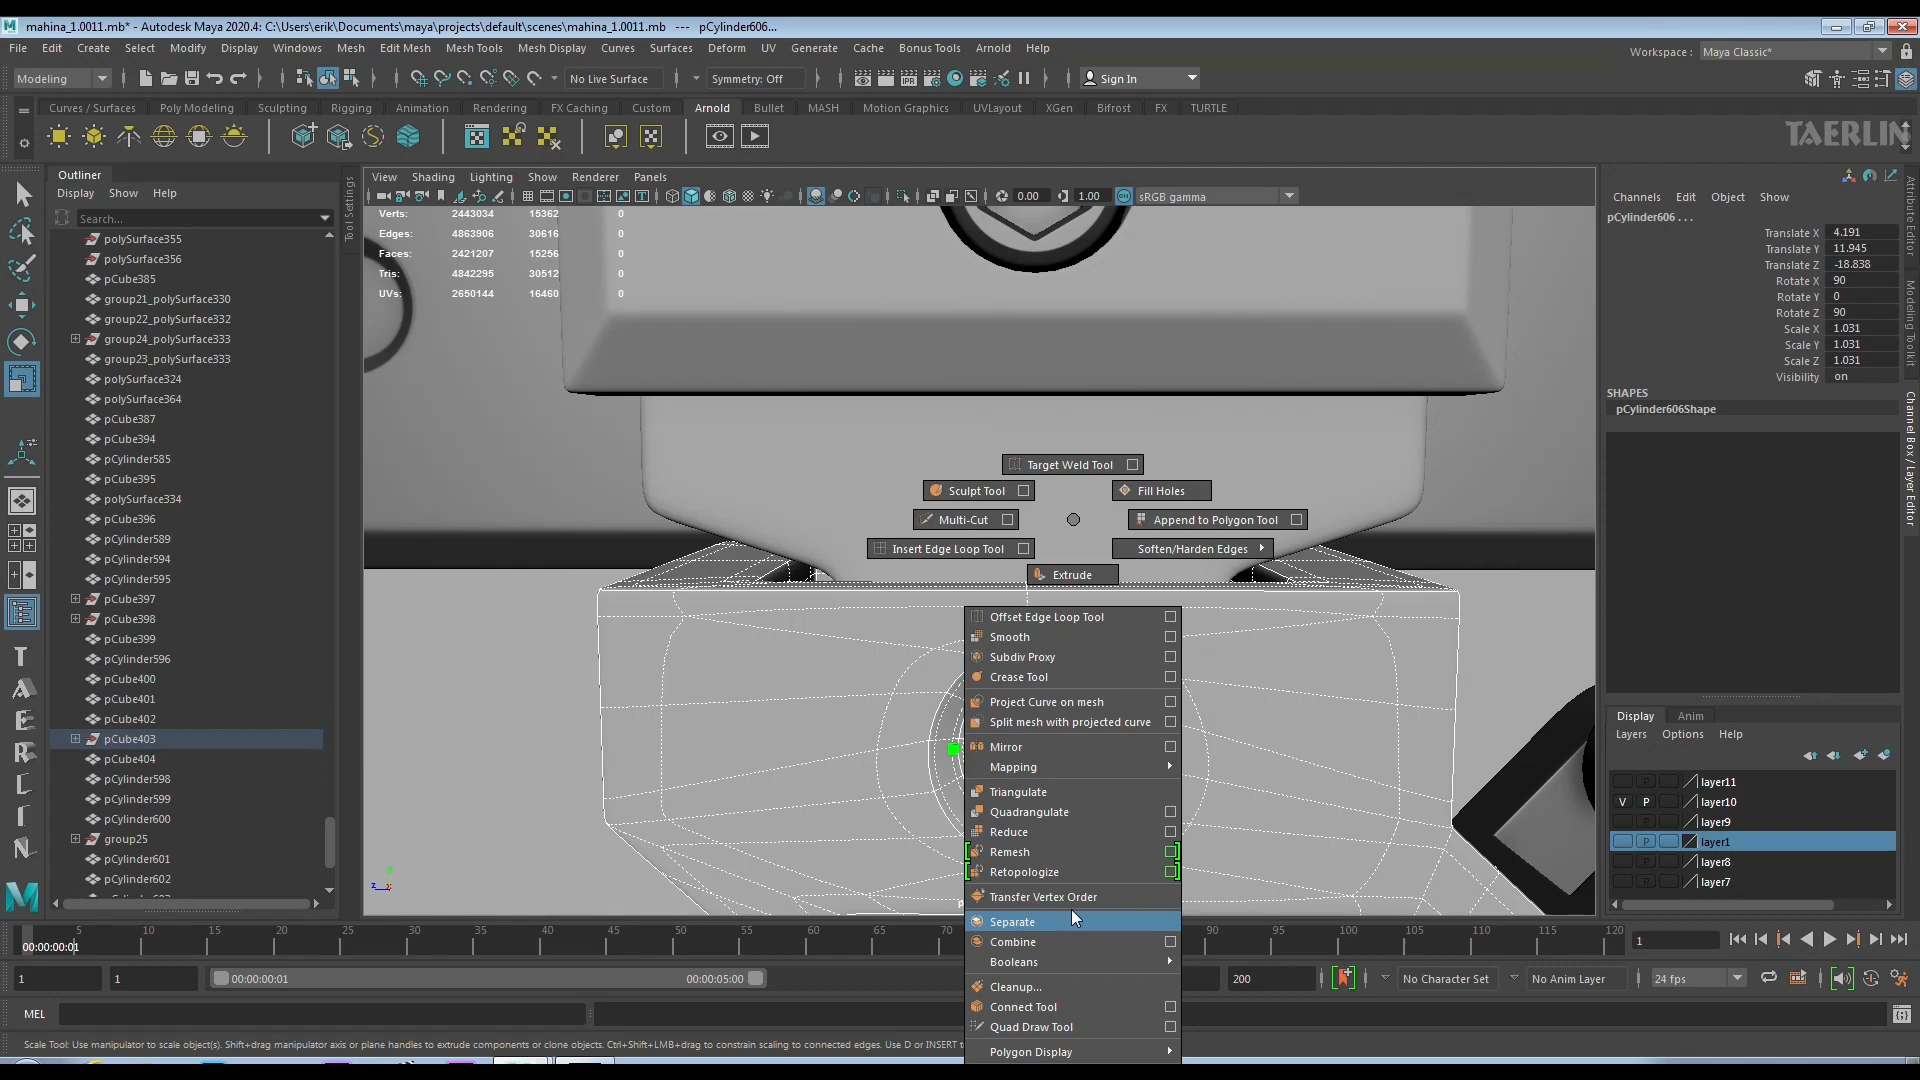 mahina_1.0011.mb* - Autodesk Maya 2020.4: C:\Users\erik\Documents\maya\projects\default\scenes\mahina_1.0011.mb   ---   pCylinder606...
File Edit Create Select Modify Display Windows Mesh Edit Mesh Mesh Tools Mesh Display Curves Surfaces Deform UV Generate Cache Bonus Tools Arnold Help
Workspace : Maya Classic*
Modeling No Live Surface Symmetry: Off Sign In
Curves / Surfaces Poly Modeling Sculpting Rigging Animation Rendering FX Caching Custom Arnold Bullet MASH Motion Graphics UVLayout XGen Bifrost FX TURTLE
TAERLIN
Outliner
Display Show Help
Search...
polySurface355
polySurface356
pCube385
group21_polySurface330
group22_polySurface332
group24_polySurface333
group23_polySurface333
polySurface324
polySurface364
pCube387
pCube394
pCylinder585
pCube395
polySurface334
pCube396
pCylinder589
pCylinder594
pCylinder595
pCube397
pCube398
pCube399
pCylinder596
pCube400
pCube401
pCube402
pCube403
pCube404
pCylinder598
pCylinder599
pCylinder600
group25
pCylinder601
pCylinder602
Tool Settings
View Shading Lighting Show Renderer Panels
0.00 1.00 ON sRGB gamma
Verts: 2443034 15362 0
Edges: 4863906 30616 0
Faces: 2421207 15256 0
Tris: 4842295 30512 0
UVs: 2650144 16460 0
Target Weld Tool
Sculpt Tool Fill Holes
Multi-Cut Append to Polygon Tool
Insert Edge Loop Tool Soften/Harden Edges
Extrude
Offset Edge Loop Tool
Smooth
Subdiv Proxy
Crease Tool
Project Curve on mesh
Split mesh with projected curve
Mirror
Mapping
Triangulate
Quadrangulate
Reduce
Remesh
Retopologize
Transfer Vertex Order
Separate
Combine
Booleans
Cleanup...
Connect Tool
Quad Draw Tool
Polygon Display
z x
Channels Edit Object Show
pCylinder606 . . .
Translate X 4.191
Translate Y 11.945
Translate Z -18.838
Rotate X 90
Rotate Y 0
Rotate Z 90
Scale X 1.031
Scale Y 1.031
Scale Z 1.031
Visibility on
SHAPES
pCylinder606Shape
Display Anim
Layers Options Help
P layer11
V P layer10
P layer9
P layer1
P layer8
P layer7
Attribute Editor
Modeling Toolkit
Channel Box / Layer Editor
5 10 15 20 25 30 35 40 45 50 55 60 65 70 90 95 100 105 110 115 120
00:00:00:01
1
1 1 00:00:00:01 00:00:05:00 200 No Character Set No Anim Layer 24 fps
MEL
Scale Tool: Use manipulator to scale object(s). Shift+drag manipulator axis or plane handles to extrude components or clone objects. Ctrl+Shift+LMB+drag to constrain scaling to connected edges. Use D or INSERT t